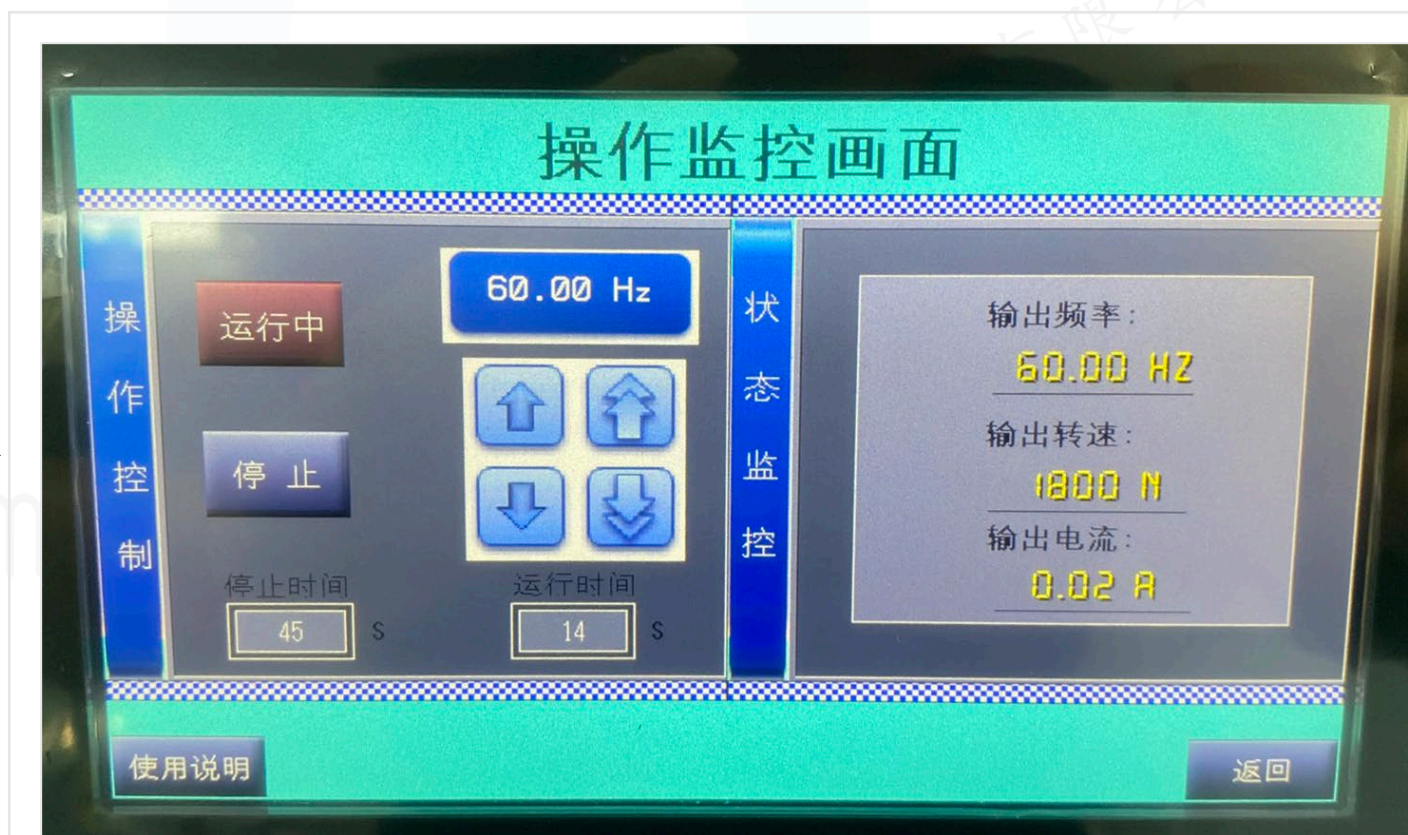 操作监控画面
操作控制
运行中
60.00 Hz
停止
停止时间
45 S
运行时间
14 S
状态监控
输出频率:
60.00 HZ
输出转速:
1800 N
输出电流:
0.02 A
使用说明
返回